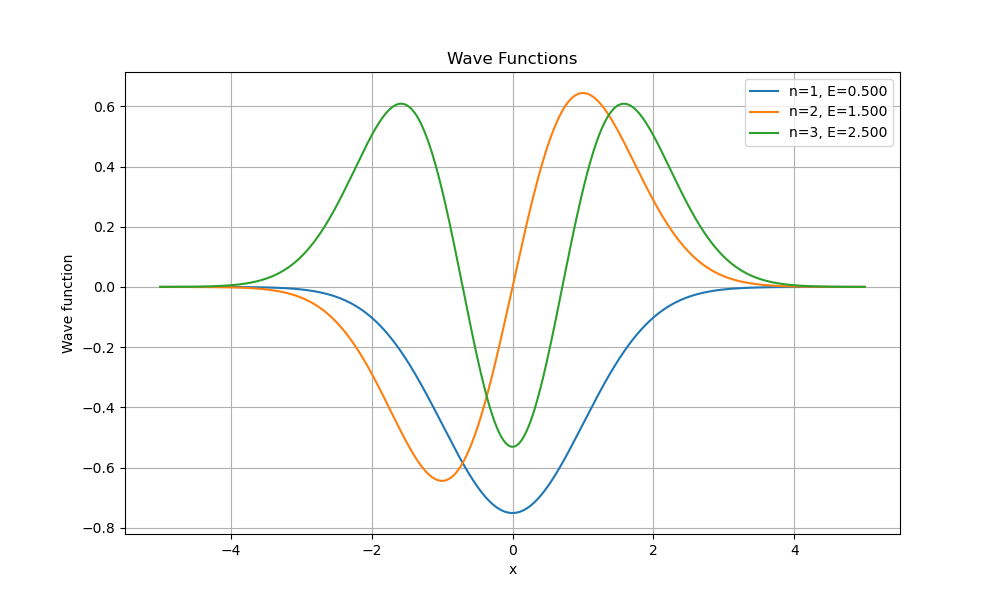 Wave Functions
n=1, E=0.500
n=2, E=1.500
n=3, E=2.500
Wave function
0.6
0.4
0.2
0.0
−0.2
−0.4
−0.6
−0.8
−4 −2 0 2 4
x